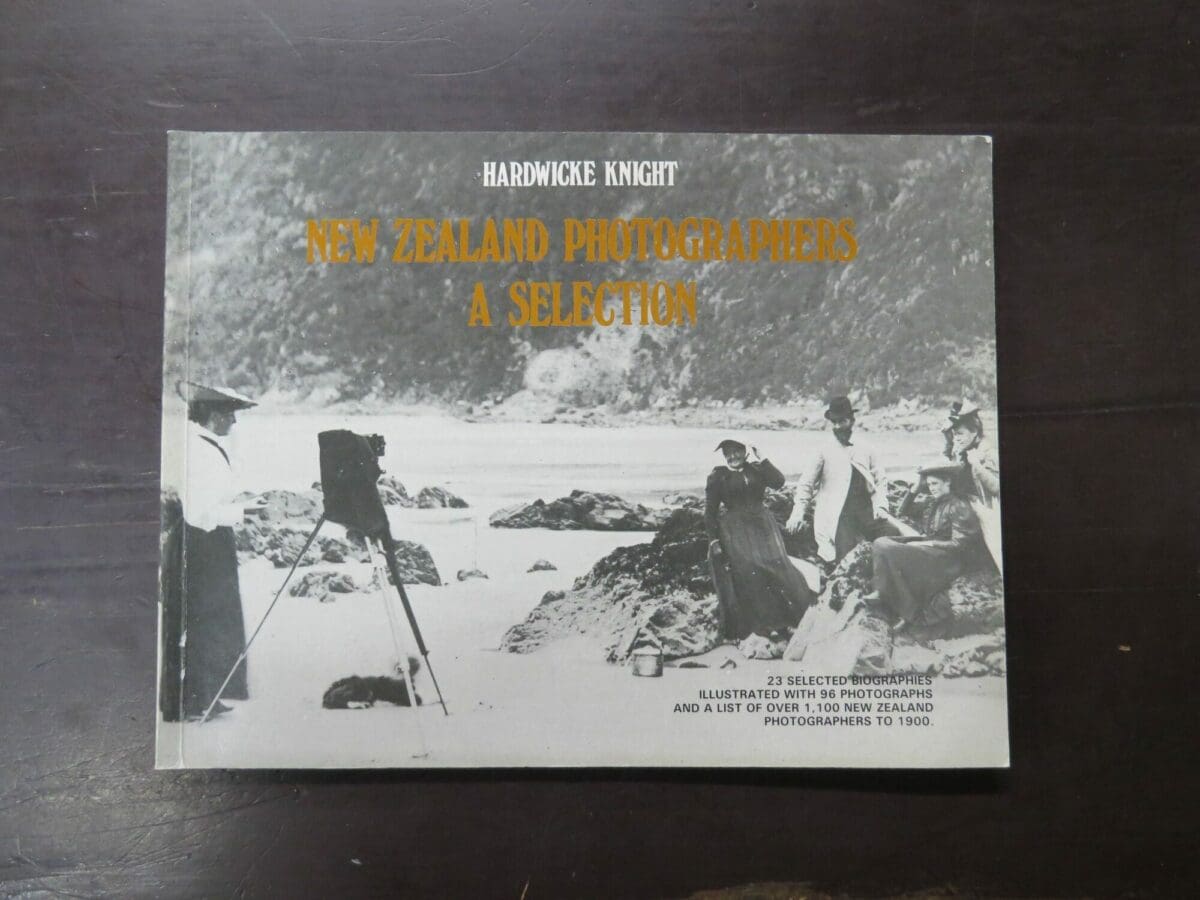 HARDWICKE KNIGHT
NEW ZEALAND PHOTOGRAPHERS
A SELECTION
23 SELECTED BIOGRAPHIES
ILLUSTRATED WITH 96 PHOTOGRAPHS
AND A LIST OF OVER 1,100 NEW ZEALAND
PHOTOGRAPHERS TO 1900.